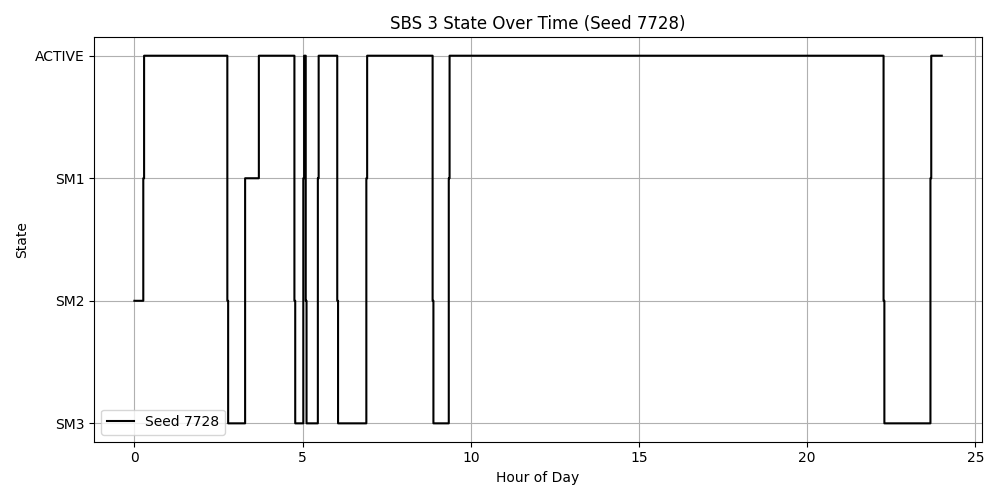 SBS 3 State Over Time (Seed 7728)
ACTIVE
SM1
SM2
SM3
State
Seed 7728
0
5
10
15
20
25
Hour of Day